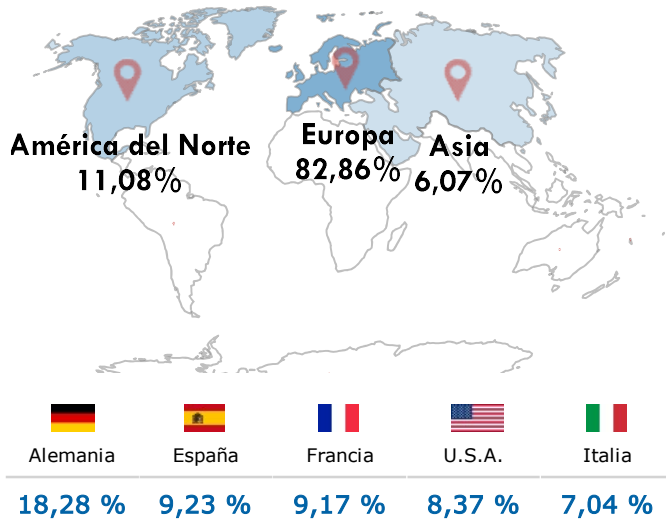 América del Norte
11,08%
Europa
82,86%
Asia
6,07%
Alemania España Francia U.S.A. Italia
18,28 % 9,23 % 9,17 % 8,37 % 7,04 %